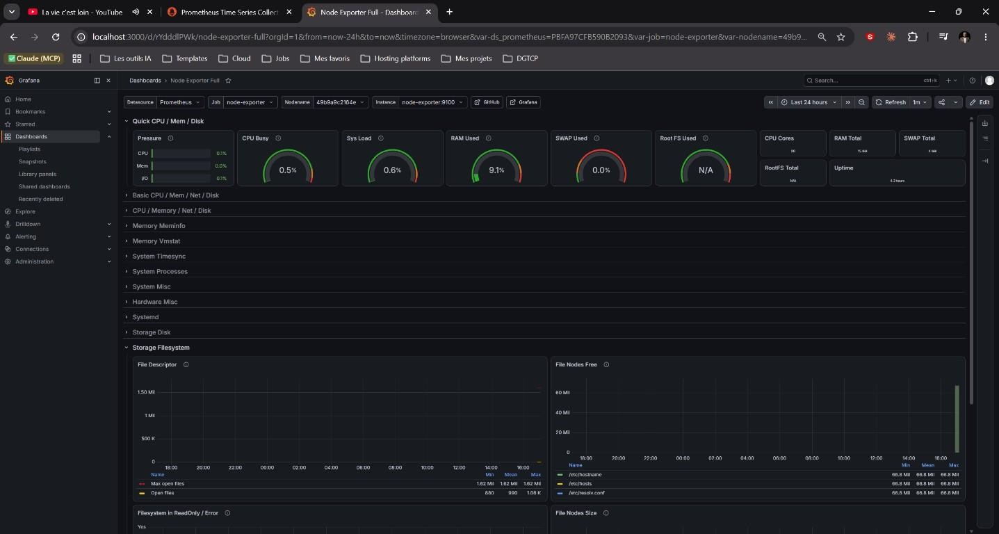 La vie c'est loin - YouTube
Prometheus Time Series Collect
Node Exporter Full - Dashboard
localhost:3000/d/rYdddlPWk/node-exporter-full?orgId=1&from=now-24h&to=now&timezone=browser&var-ds_prometheus=PBFA97CFB590B2093&var-job=node-exporter&var-nodename=49b9...
Claude (MCP)
Les outils IA
Templates
Cloud
Jobs
Mes favoris
Hosting platforms
Mes projets
DGTCP
Grafana
Dashboards › Node Exporter Full
Search... ctrl+k
Home
Bookmarks
Starred
Dashboards
Playlists
Snapshots
Library panels
Shared dashboards
Recently deleted
Explore
Drilldown
Alerting
Connections
Administration
Datasource Prometheus
Job node-exporter
Nodename 49b9a9c2164e
Instance node-exporter:9100
GitHub
Grafana
Last 24 hours
Refresh 1m
Edit
Quick CPU / Mem / Disk
Pressure
CPU 0.1%
Mem 0.0%
I/O 0.1%
CPU Busy
0.5%
Sys Load
0.6%
RAM Used
9.1%
SWAP Used
0.0%
Root FS Used
N/A
CPU Cores
20
RAM Total
15 GiB
SWAP Total
4 GiB
RootFS Total
N/A
Uptime
4.2 hours
Basic CPU / Mem / Net / Disk
CPU / Memory / Net / Disk
Memory Meminfo
Memory Vmstat
System Timesync
System Processes
System Misc
Hardware Misc
Systemd
Storage Disk
Storage Filesystem
File Descriptor
1.50 Mil
1 Mil
500 K
0
18:00 20:00 22:00 00:00 02:00 04:00 06:00 08:00 10:00 12:00 14:00 16:00
Name Min Mean Max
Max open files 1.62 Mil 1.62 Mil 1.62 Mil
Open files 880 990 1.08 K
File Nodes Free
60 Mil
40 Mil
20 Mil
0
18:00 20:00 22:00 00:00 02:00 04:00 06:00 08:00 10:00 12:00 14:00 16:00
Name Min Mean Max
/etc/hostname 66.8 Mil 66.8 Mil 66.8 Mil
/etc/hosts 66.8 Mil 66.8 Mil 66.8 Mil
/etc/resolv.conf 66.8 Mil 66.8 Mil 66.8 Mil
Filesystem in ReadOnly / Error
Yes
File Nodes Size